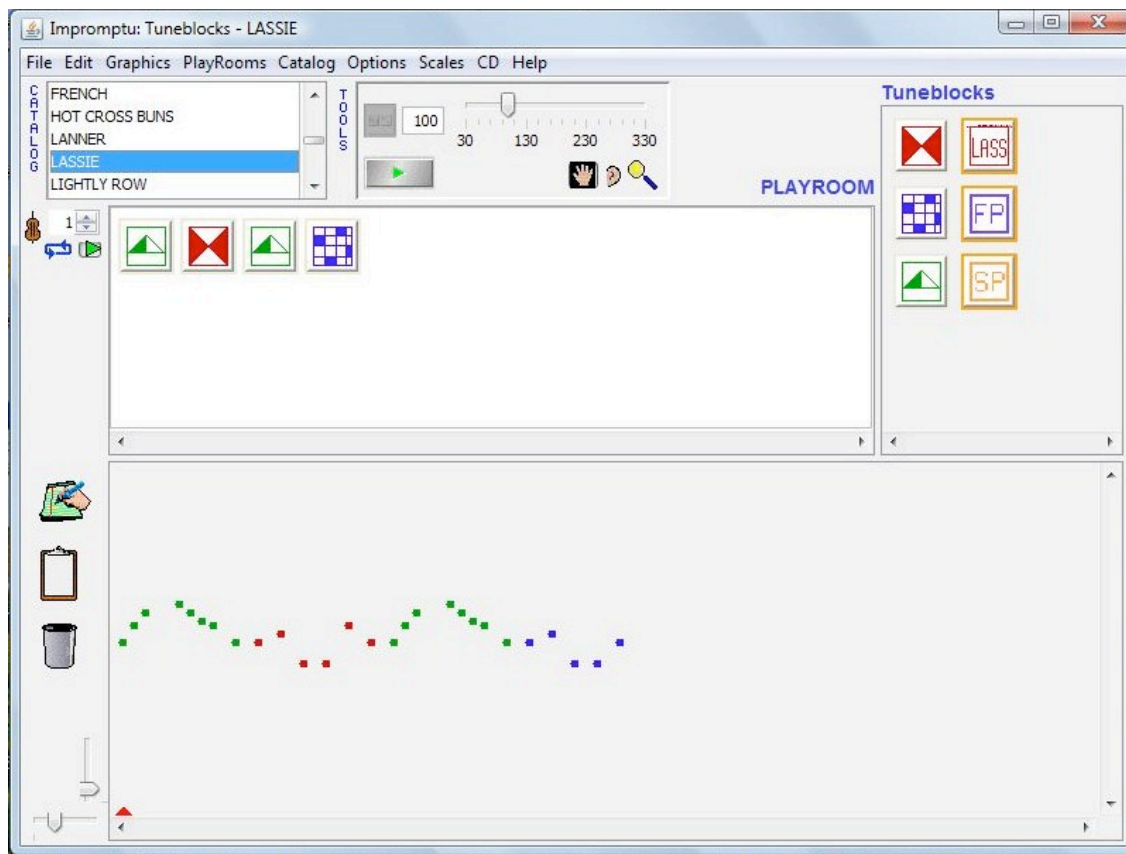 Impromptu: Tuneblocks - LASSIE
File Edit Graphics PlayRooms Catalog Options Scales CD Help
CATALOG
FRENCH
HOT CROSS BUNS
LANNER
LASSIE
LIGHTLY ROW
TOOLS
100
30 130 230 330
PLAYROOM
Tuneblocks
LASS
FP
SP
1